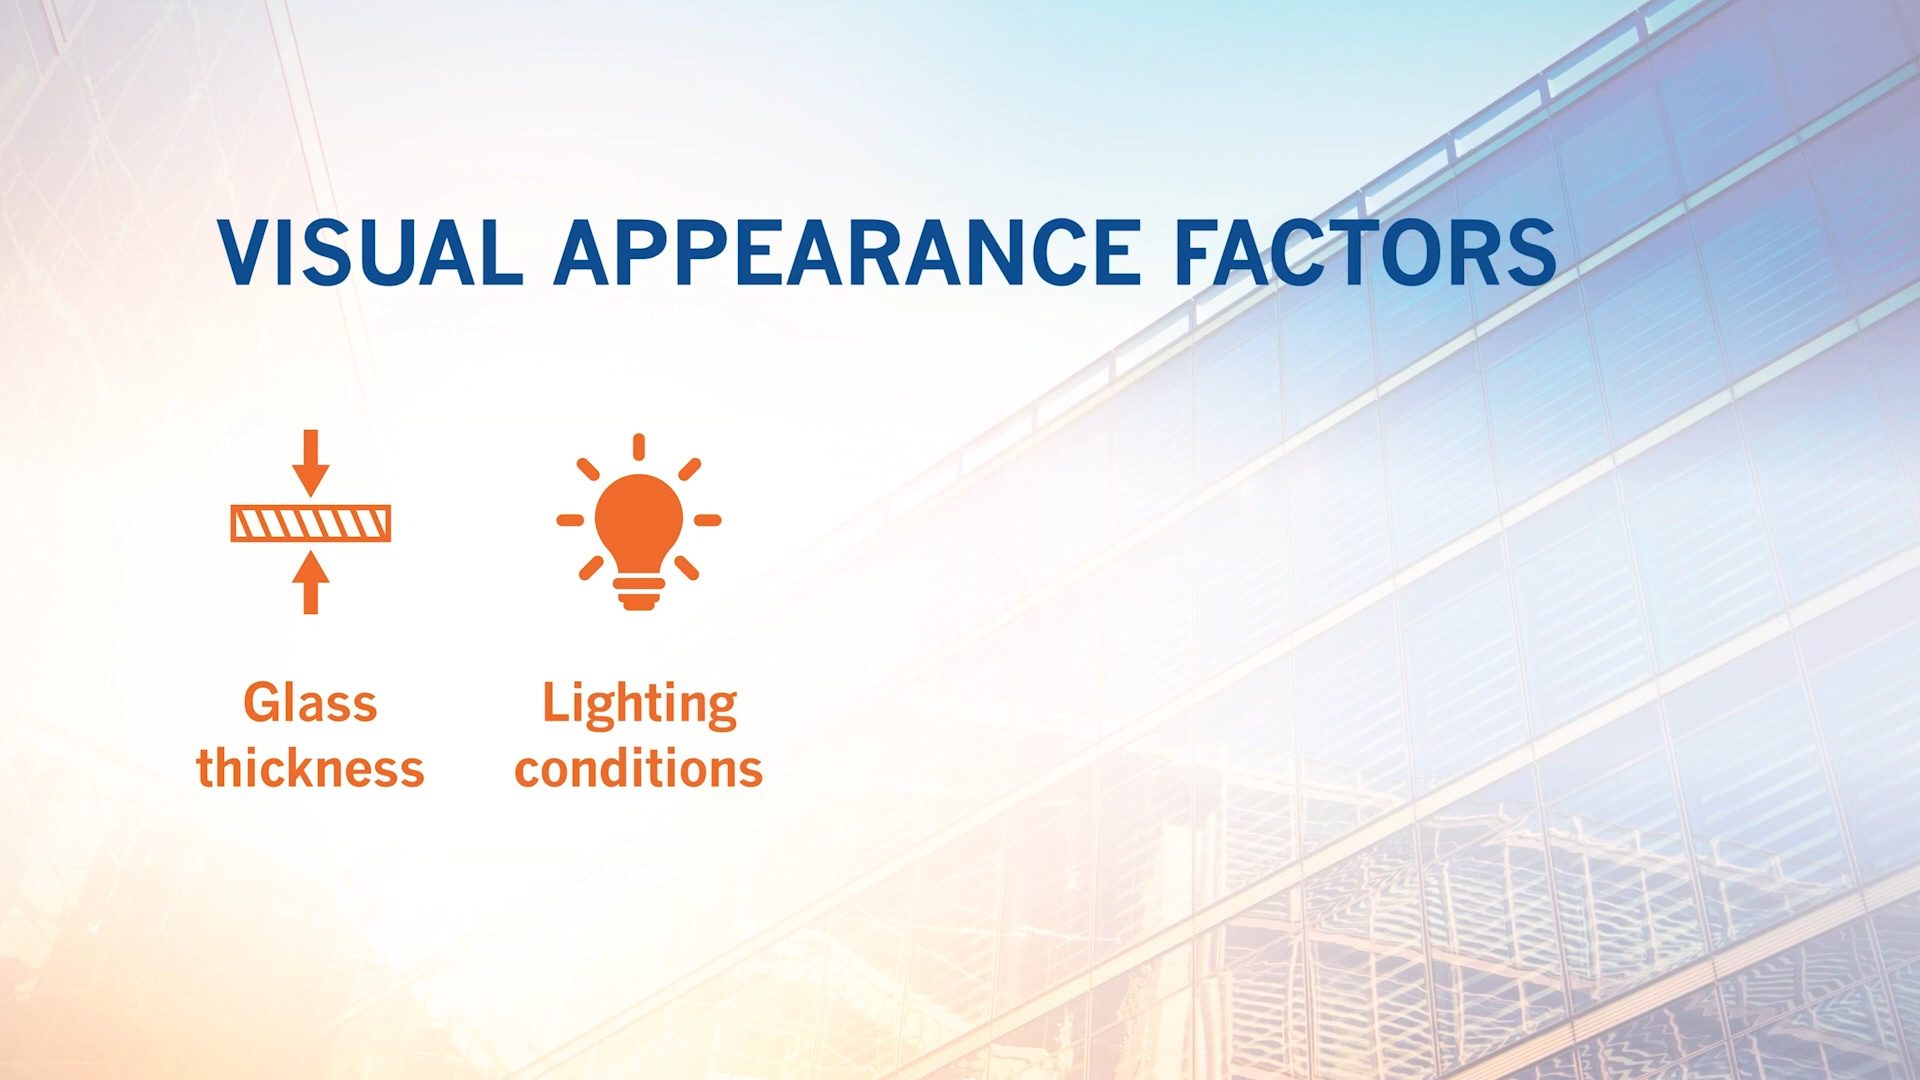 VISUAL APPEARANCE FACTORS
Glass
thickness
Lighting
conditions